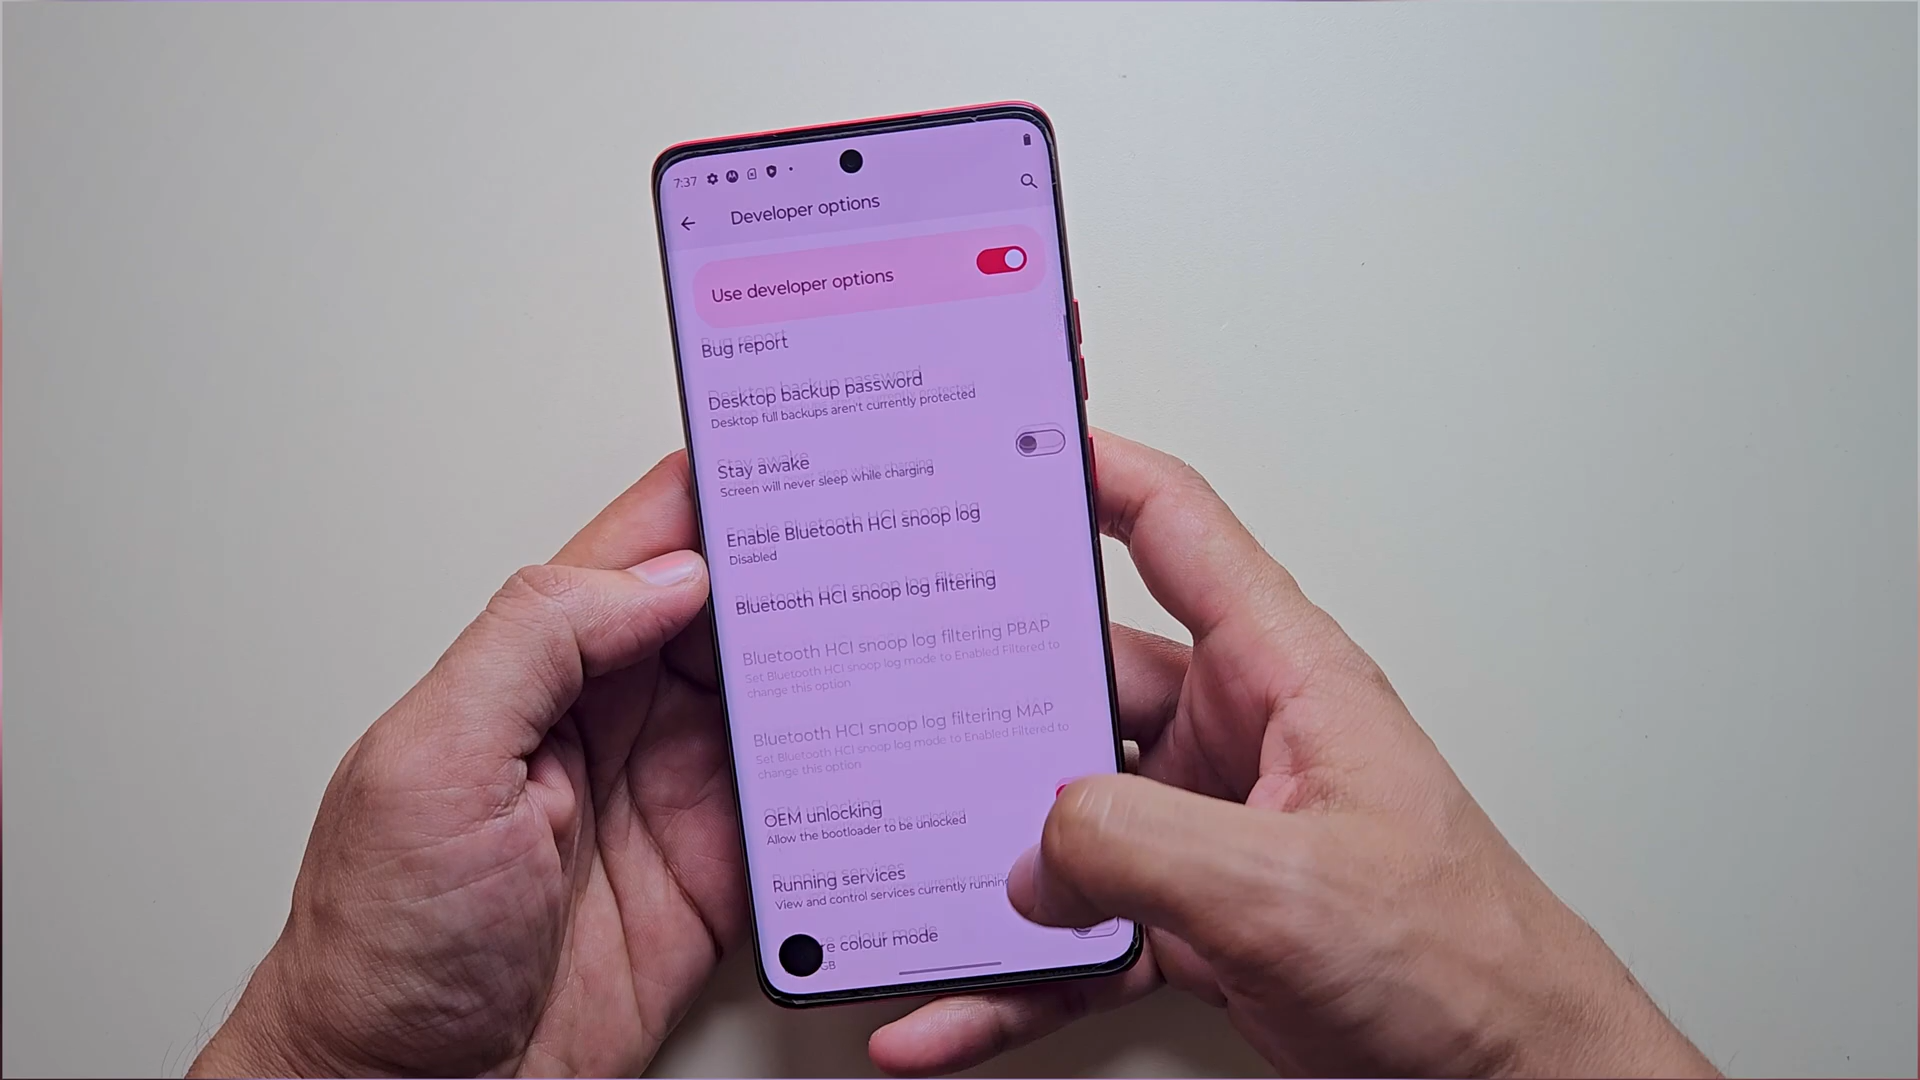 7:37
Developer options
Use developer options
Bug report
Desktop backup password
Desktop full backups aren't currently protected
Stay awake
Screen will never sleep while charging
Enable Bluetooth HCI snoop log
Disabled
Bluetooth HCI snoop log filtering
Bluetooth HCI snoop log filtering PBAP
Set Bluetooth HCI snoop log mode to Enabled Filtered to
change this option
Bluetooth HCI snoop log filtering MAP
Set Bluetooth HCI snoop log mode to Enabled Filtered to
change this option
OEM unlocking
Allow the bootloader to be unlocked
Running services
View and control services currently running
re colour mode
GB